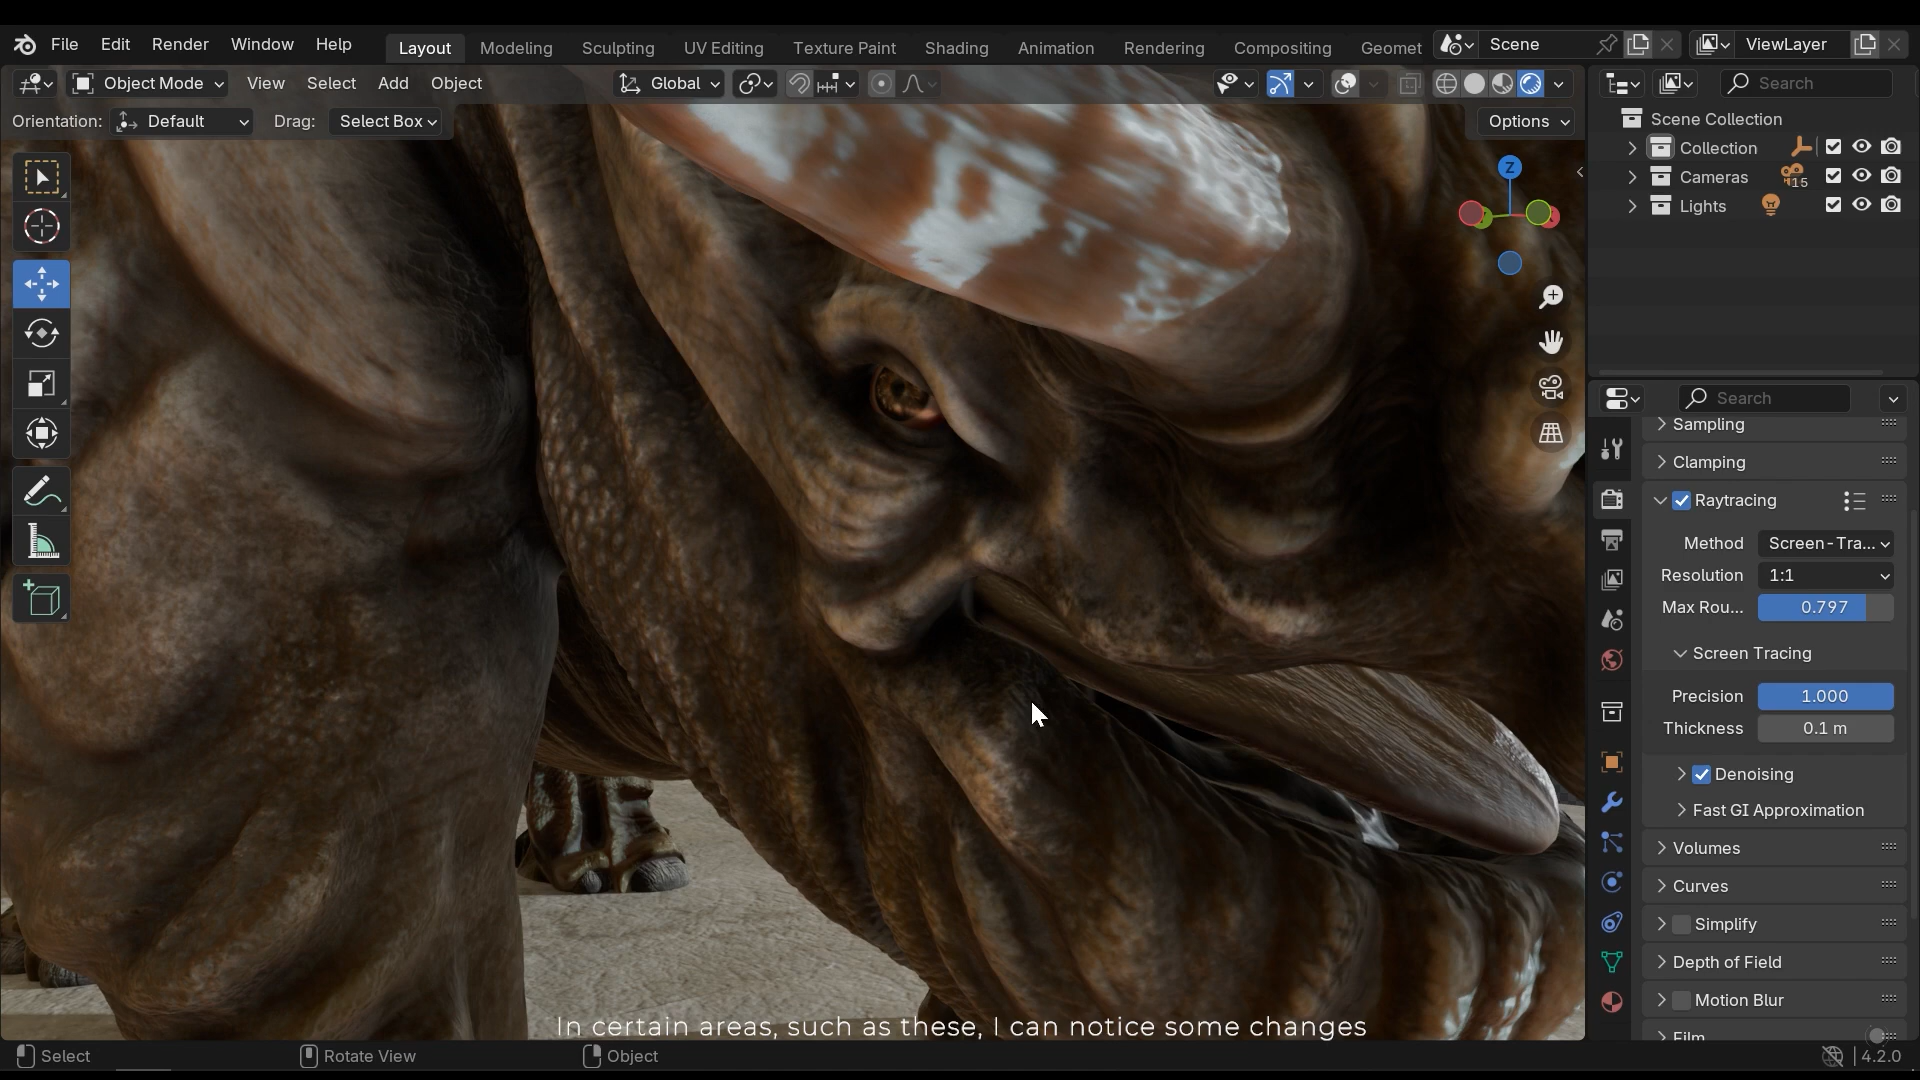 File Edit Render Window Help Layout Modeling Sculpting UV Editing Texture Paint Shading Animation Rendering Compositing Geomet Scene ViewLayer
Object Mode View Select Add Object Global Search
Orientation: Default Drag: Select Box Options
Scene Collection
Collection
Cameras 15
Lights
Z
Search
Sampling
Clamping
Raytracing
Method Screen-Tra...
Resolution 1:1
Max Rou... 0.797
Screen Tracing
Precision 1.000
Thickness 0.1 m
Denoising
Fast GI Approximation
Volumes
Curves
Simplify
Depth of Field
Motion Blur
Film
In certain areas, such as these, I can notice some changes
Select Rotate View Object 4.2.0